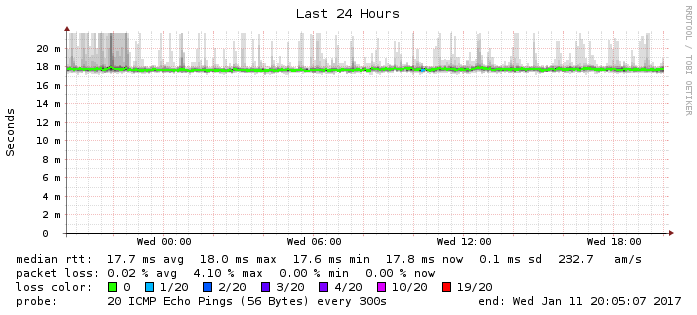 Last 24 Hours
RRDTOOL / TOBI OETIKER
Seconds
20 m
18 m
16 m
14 m
12 m
10 m
8 m
6 m
4 m
2 m
0
Wed 00:00 Wed 06:00 Wed 12:00 Wed 18:00
median rtt: 17.7 ms avg 18.0 ms max 17.6 ms min 17.8 ms now 0.1 ms sd 232.7 am/s
packet loss: 0.02 % avg 4.10 % max 0.00 % min 0.00 % now
loss color: 0 1/20 2/20 3/20 4/20 10/20 19/20
probe: 20 ICMP Echo Pings (56 Bytes) every 300s end: Wed Jan 11 20:05:07 2017